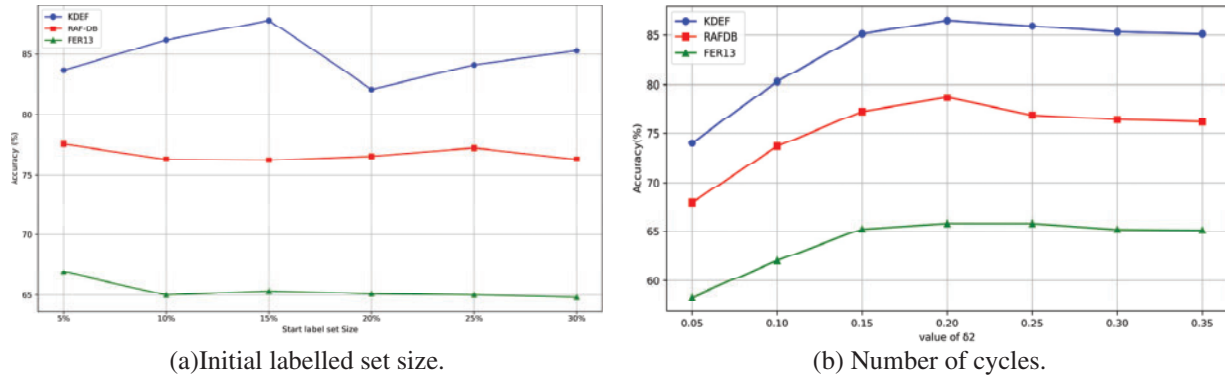 KDEF
RAF-DB
FER13
85
80
75
70
65
Accuracy (%)
5% 10% 15% 20% 25% 30%
Start label set Size
(a)Initial labelled set size.
KDEF
RAFDB
FER13
85
80
75
70
65
60
Accuracy(%)
0.05 0.10 0.15 0.20 0.25 0.30 0.35
value of δ2
(b) Number of cycles.